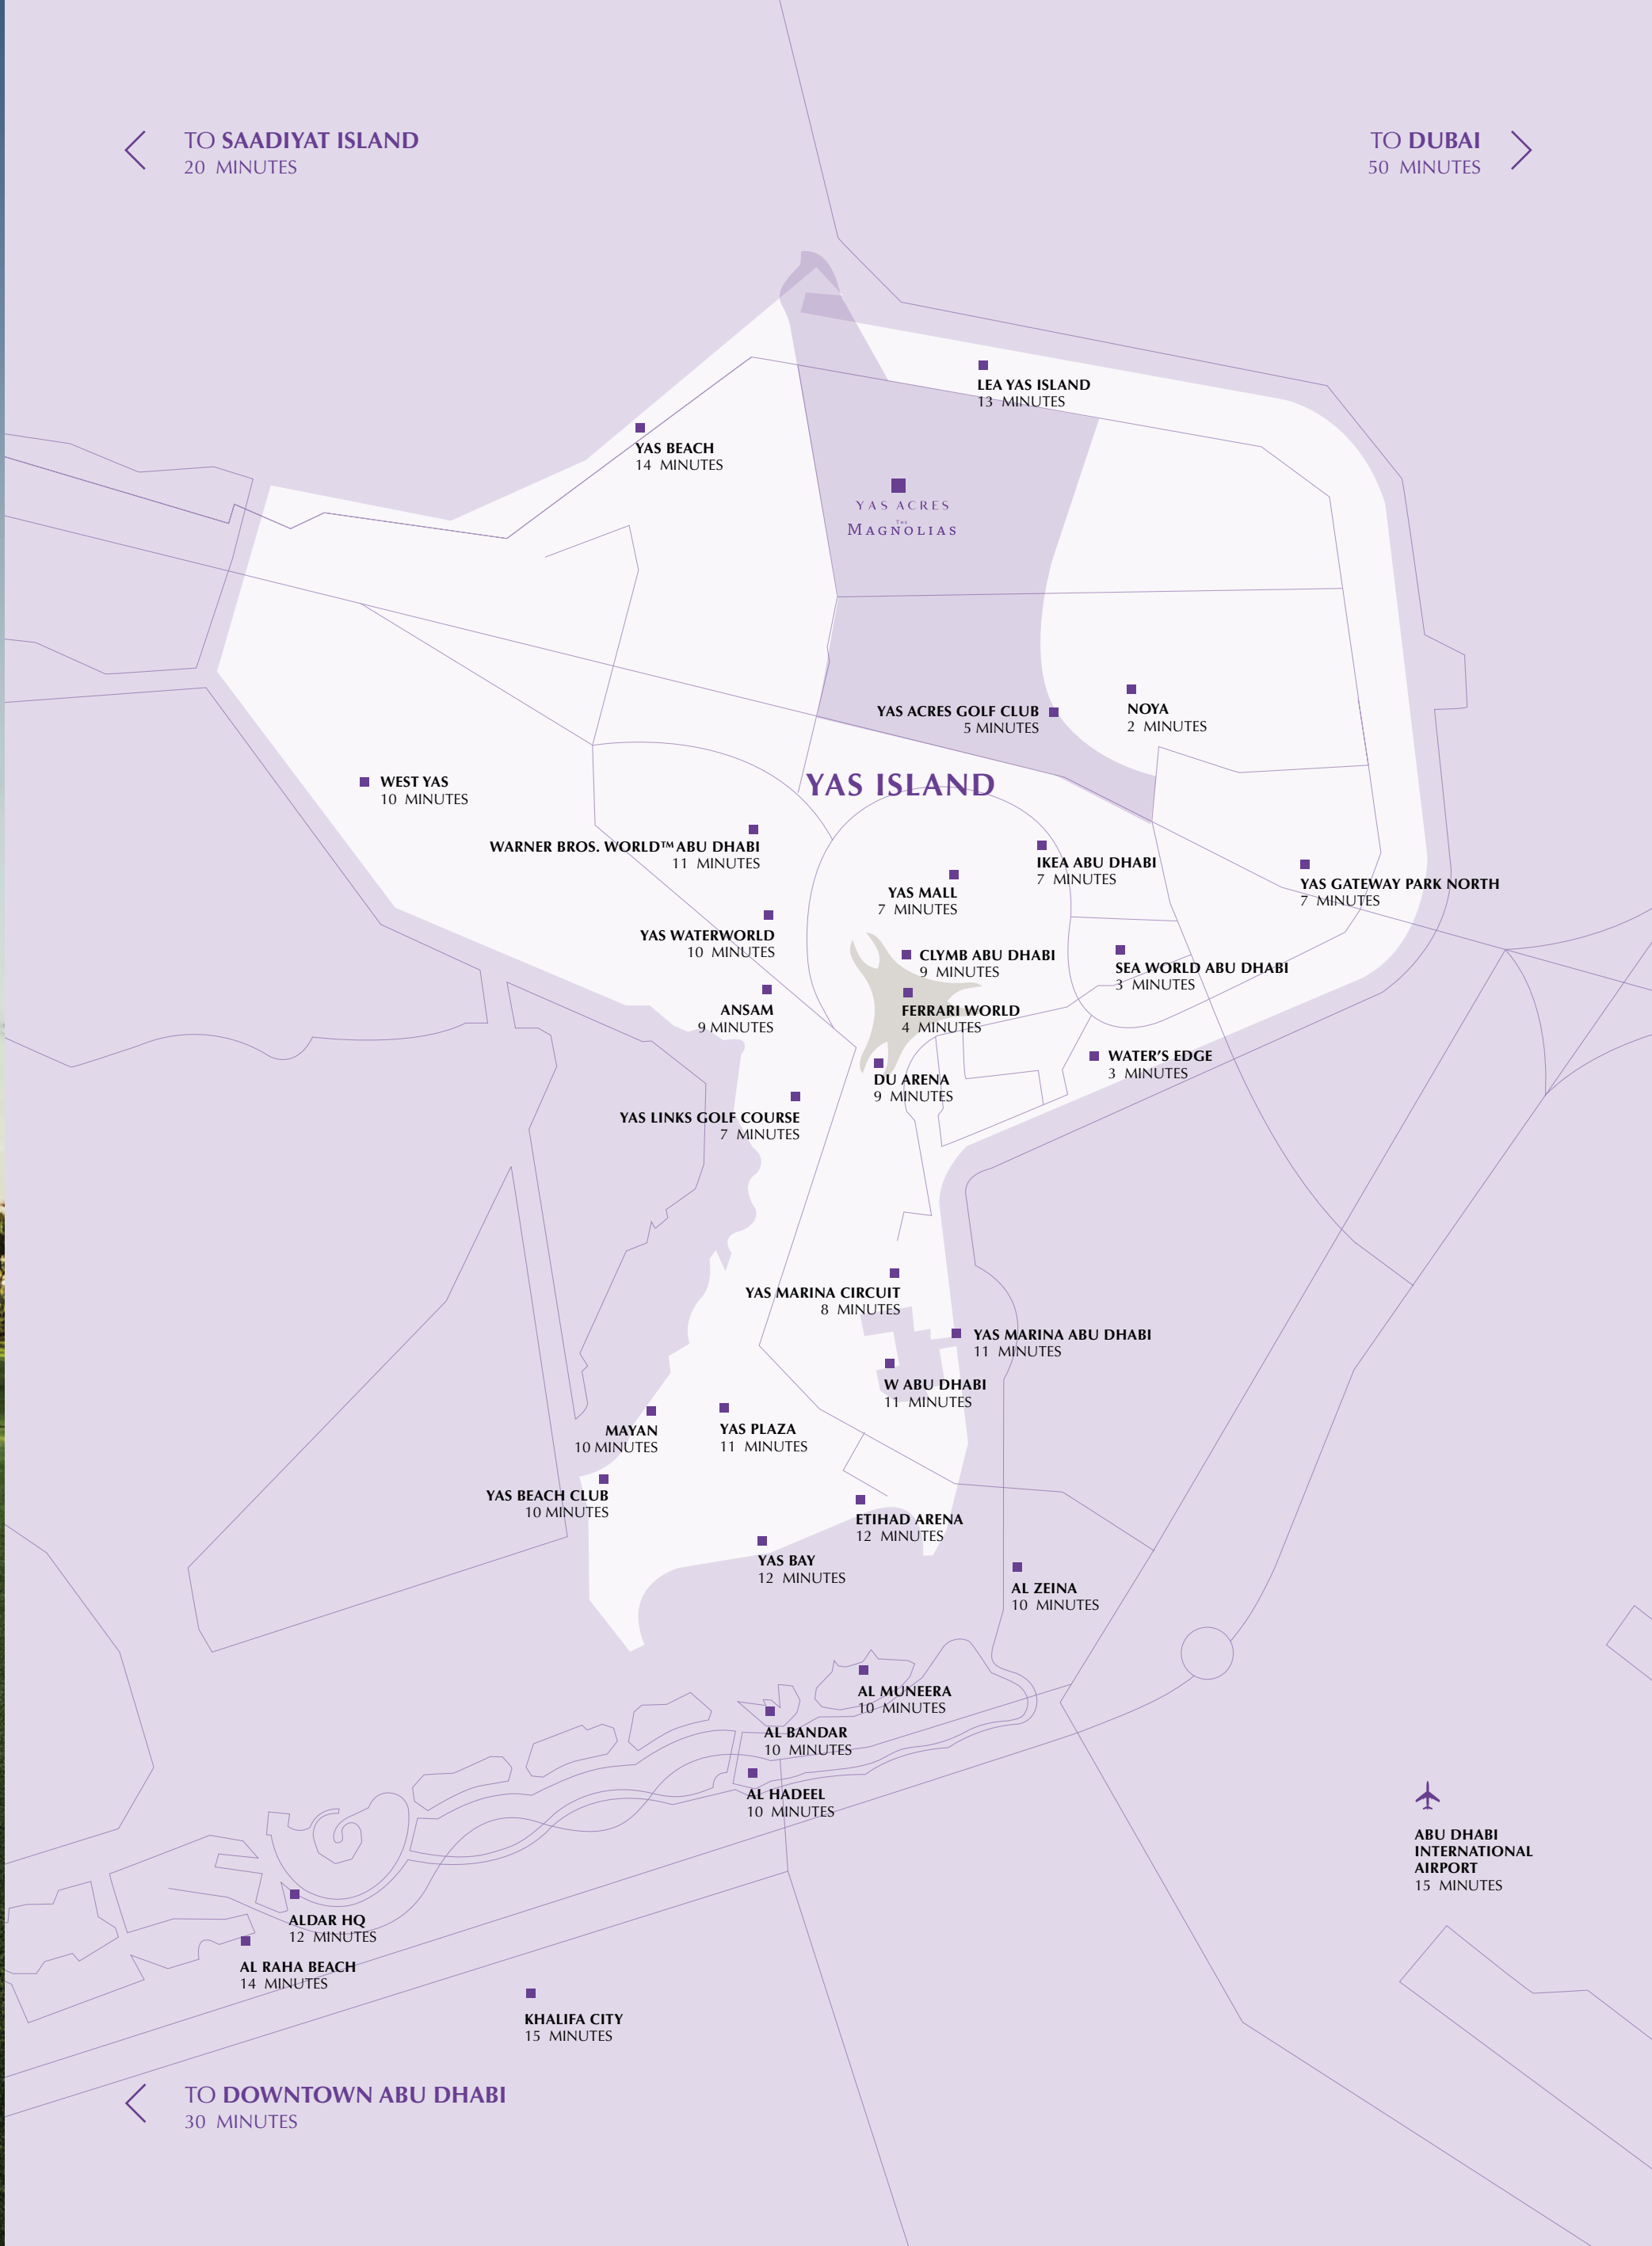 TO SAADIYAT ISLAND
20 MINUTES
TO DUBAI
50 MINUTES
LEA YAS ISLAND
13 MINUTES
YAS BEACH
14 MINUTES
YAS ACRES
THE
MAGNOLIAS
YAS ACRES GOLF CLUB
5 MINUTES
NOYA
2 MINUTES
YAS ISLAND
WEST YAS
10 MINUTES
WARNER BROS. WORLD™ ABU DHABI
11 MINUTES
IKEA ABU DHABI
7 MINUTES
YAS GATEWAY PARK NORTH
7 MINUTES
YAS MALL
7 MINUTES
YAS WATERWORLD
10 MINUTES
CLYMB ABU DHABI
9 MINUTES
SEA WORLD ABU DHABI
3 MINUTES
ANSAM
9 MINUTES
FERRARI WORLD
4 MINUTES
WATER'S EDGE
3 MINUTES
DU ARENA
9 MINUTES
YAS LINKS GOLF COURSE
7 MINUTES
YAS MARINA CIRCUIT
8 MINUTES
YAS MARINA ABU DHABI
11 MINUTES
W ABU DHABI
11 MINUTES
MAYAN
10 MINUTES
YAS PLAZA
11 MINUTES
YAS BEACH CLUB
10 MINUTES
ETIHAD ARENA
12 MINUTES
YAS BAY
12 MINUTES
AL ZEINA
10 MINUTES
AL MUNEERA
10 MINUTES
AL BANDAR
10 MINUTES
AL HADEEL
10 MINUTES
ABU DHABI
INTERNATIONAL
AIRPORT
15 MINUTES
ALDAR HQ
12 MINUTES
AL RAHA BEACH
14 MINUTES
KHALIFA CITY
15 MINUTES
TO DOWNTOWN ABU DHABI
30 MINUTES